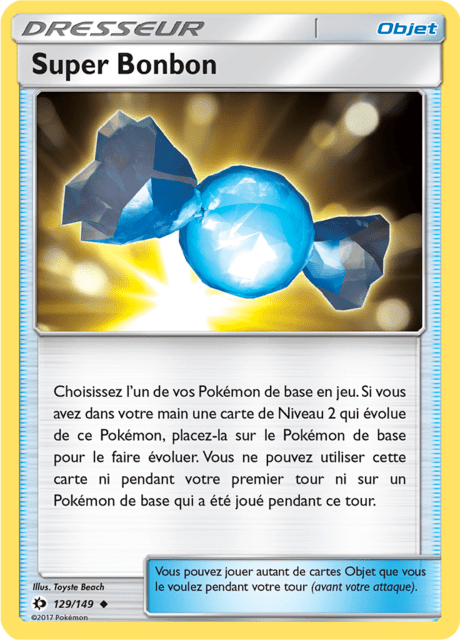 DRESSEUR
Objet
Super Bonbon
Choisissez l'un de vos Pokémon de base en jeu. Si vous
avez dans votre main une carte de Niveau 2 qui évolue
de ce Pokémon, placez-la sur le Pokémon de base
pour le faire évoluer. Vous ne pouvez utiliser cette
carte ni pendant votre premier tour ni sur un
Pokémon de base qui a été joué pendant ce tour.
Vous pouvez jouer autant de cartes Objet que vous
le voulez pendant votre tour (avant votre attaque).
Illus. Toyste Beach
129/149
©2017 Pokémon